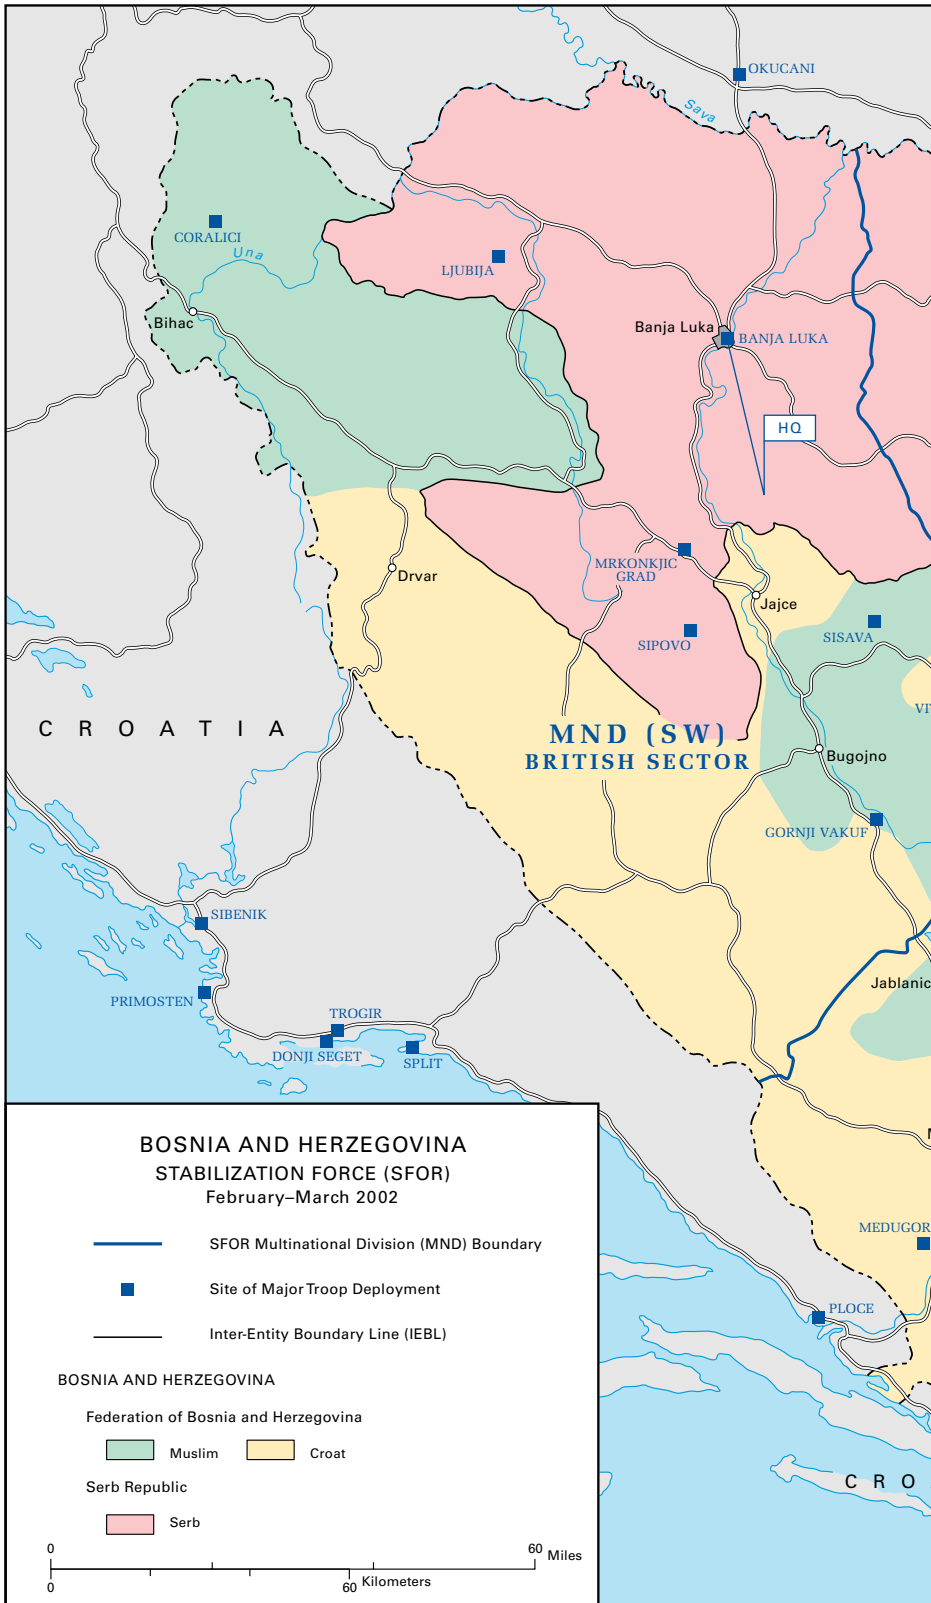 OKUCANI
Sava
CORALICI
Una
LJUBIJA
Bihac
Banja Luka
BANJA LUKA
HQ
MRKONKJIC
GRAD
Drvar
Jajce
SISAVA
SIPOVO
VI
CROATIA
MND (SW)
BRITISH SECTOR
Bugojno
GORNJI VAKUF
SIBENIK
Jablanic
PRIMOSTEN
TROGIR
DONJI SEGET
SPLIT
M
MEDUGOR
PLOCE
CRO
BOSNIA AND HERZEGOVINA
STABILIZATION FORCE (SFOR)
February–March 2002
SFOR Multinational Division (MND) Boundary
Site of Major Troop Deployment
Inter-Entity Boundary Line (IEBL)
BOSNIA AND HERZEGOVINA
Federation of Bosnia and Herzegovina
Muslim
Croat
Serb Republic
Serb
0 60 Miles
0 60 Kilometers